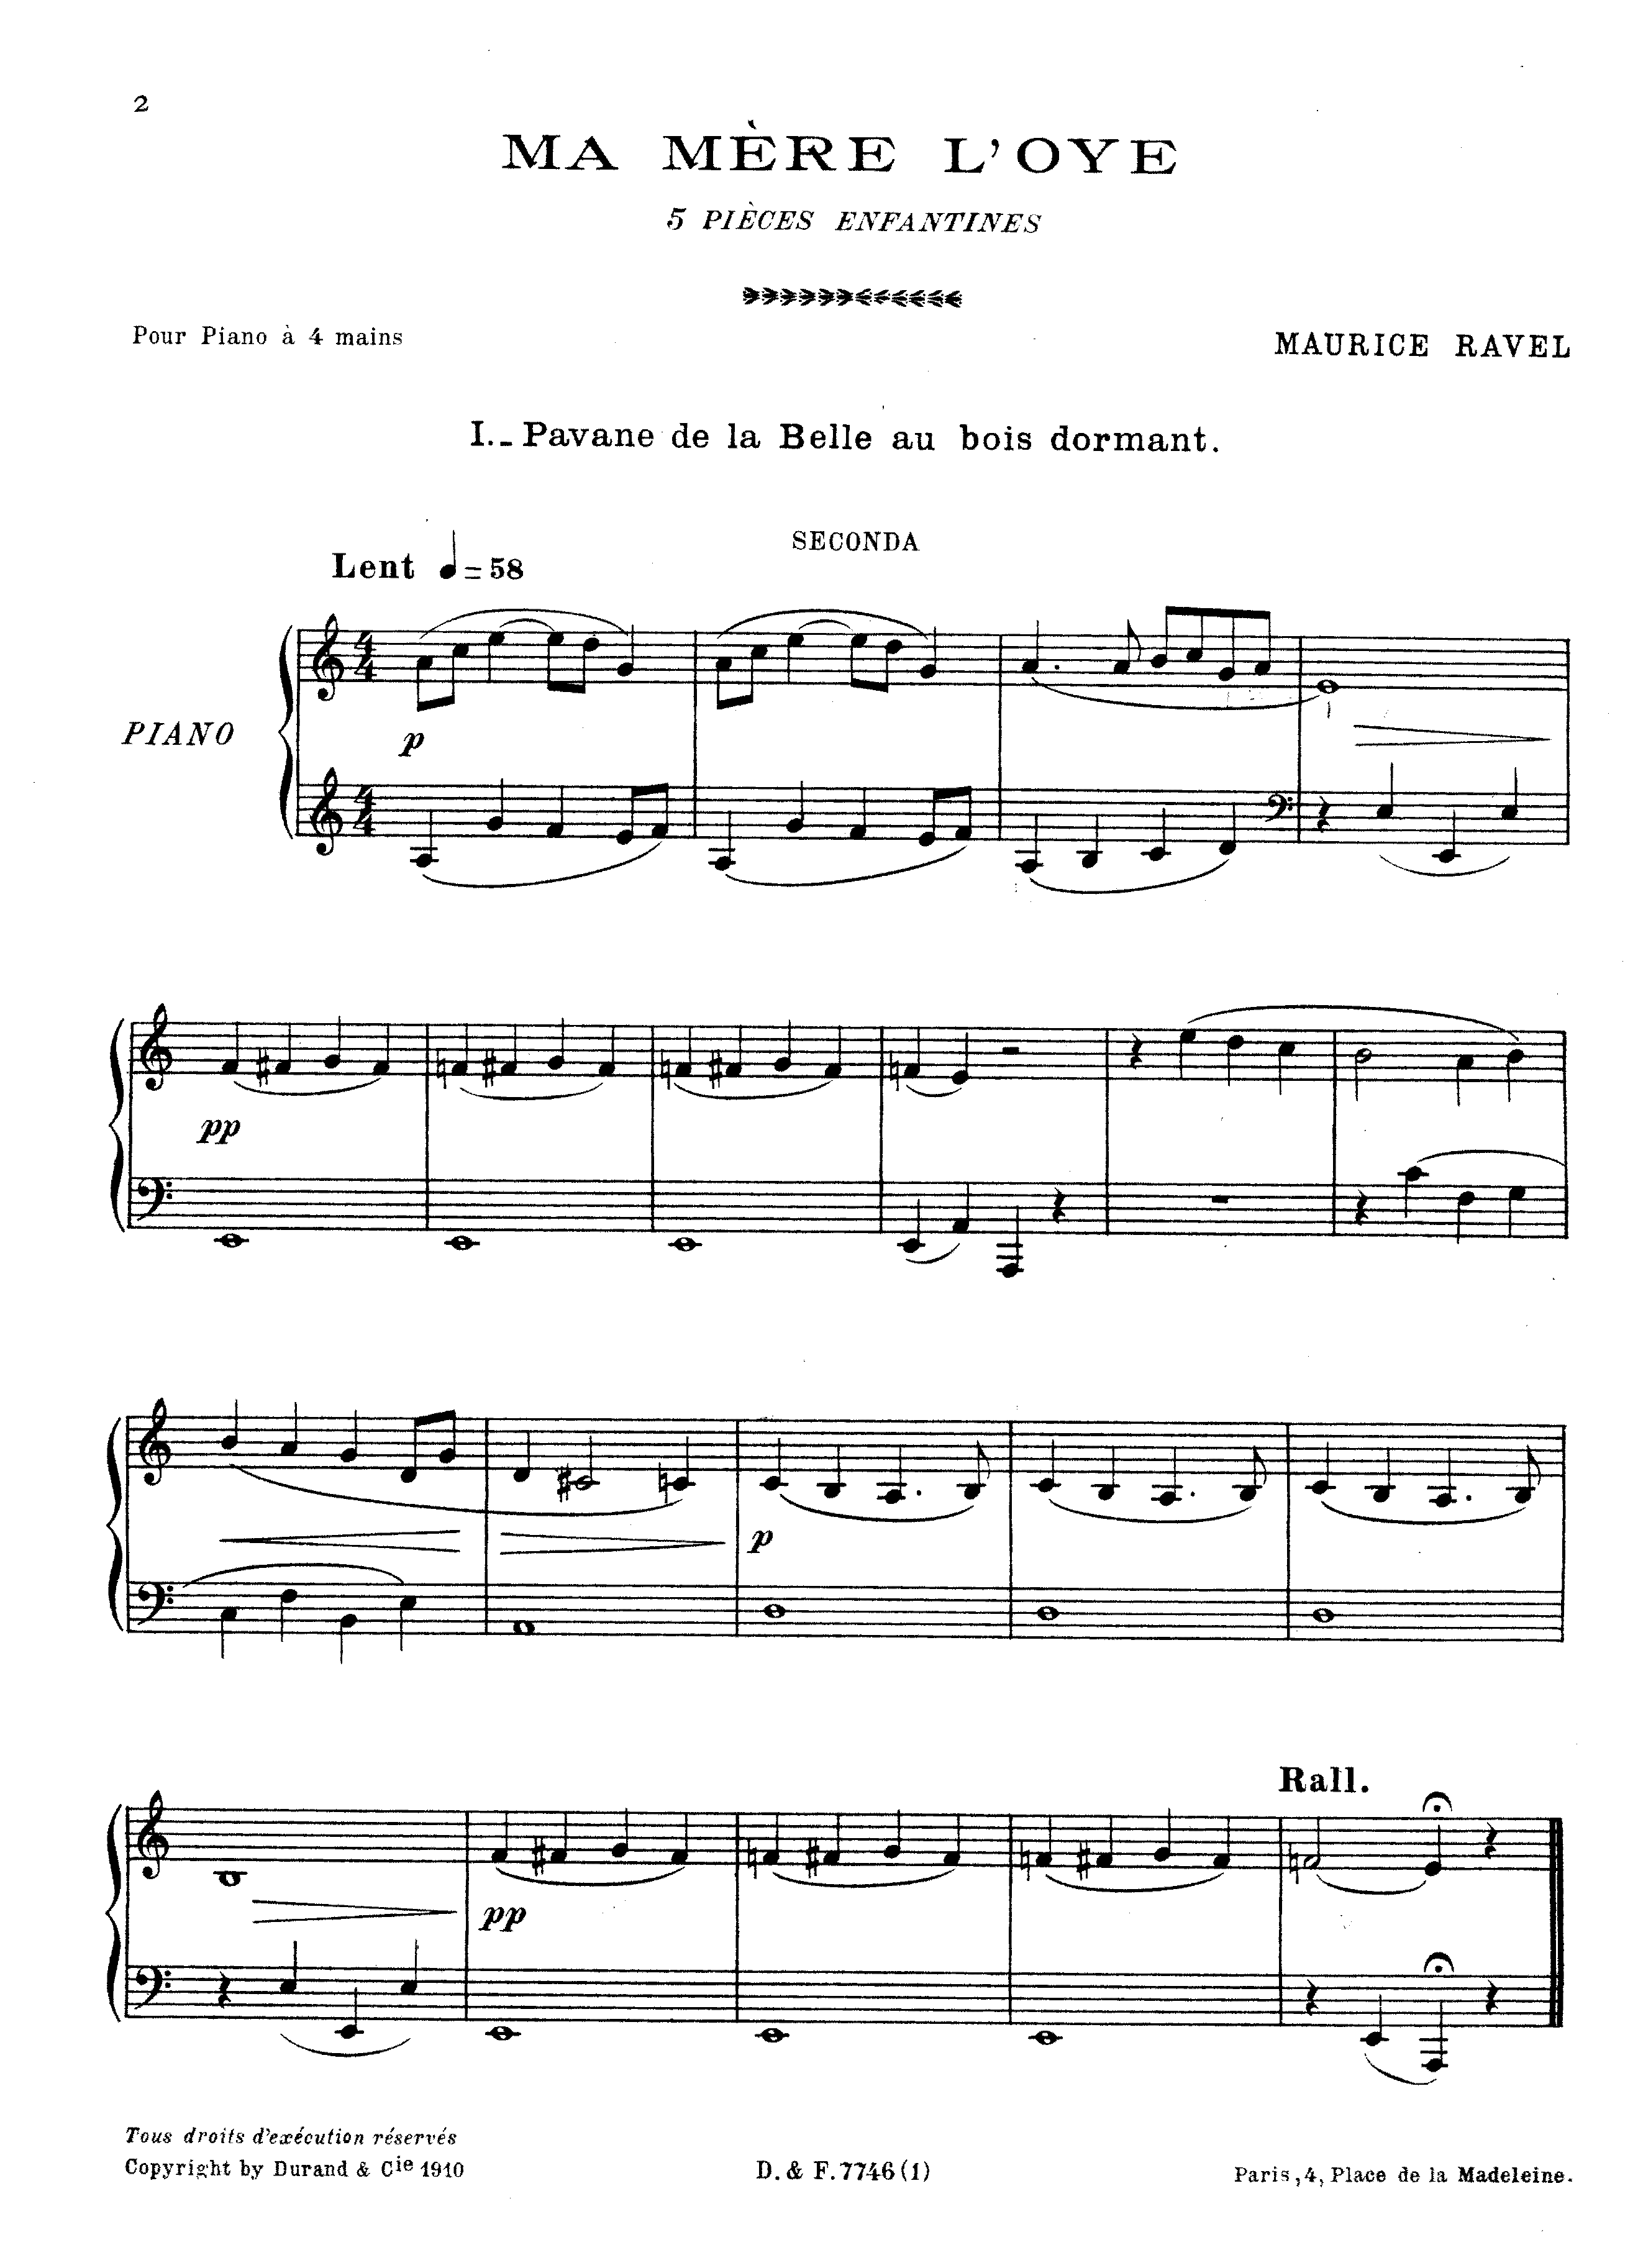 2
MA MÈRE L'OYE
5 PIÈCES ENFANTINES
Pour Piano à 4 mains
MAURICE RAVEL
I._ Pavane de la Belle au bois dormant.
SECONDA
Lent ♩ = 58
PIANO
p
pp
p
Rall.
pp
Tous droits d'exécution réservés
Copyright by Durand & Cie 1910
D. & F. 7746 (1)
Paris, 4, Place de la Madeleine.